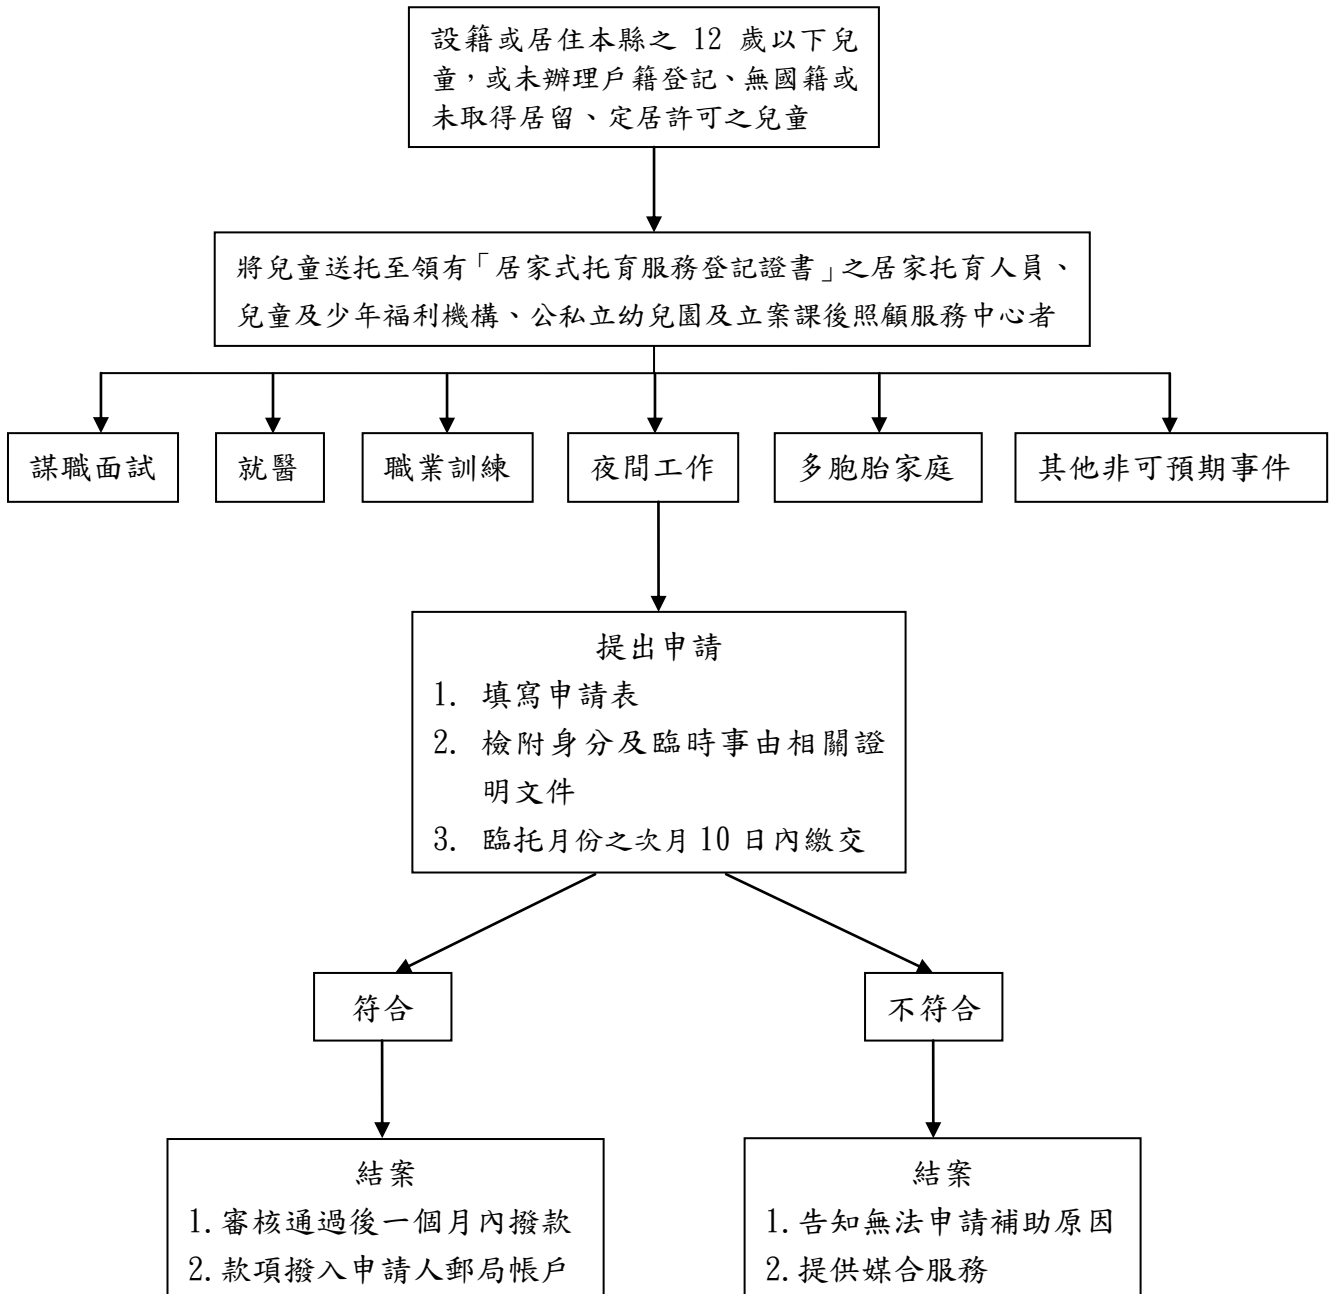 設籍或居住本縣之 12 歲以下兒
童，或未辦理戶籍登記、無國籍或
未取得居留、定居許可之兒童
將兒童送托至領有「居家式托育服務登記證書」之居家托育人員、
兒童及少年福利機構、公私立幼兒園及立案課後照顧服務中心者
謀職面試
就醫
職業訓練
夜間工作
多胞胎家庭
其他非可預期事件
提出申請
1. 填寫申請表
2. 檢附身分及臨時事由相關證
明文件
3. 臨托月份之次月 10 日內繳交
符合
不符合
結案
1.審核通過後一個月內撥款
2.款項撥入申請人郵局帳戶
結案
1.告知無法申請補助原因
2.提供媒合服務